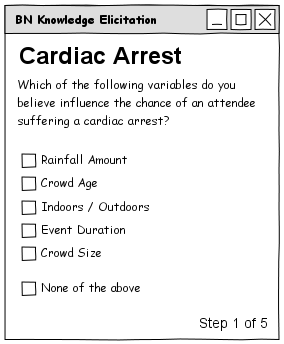 BN Knowledge Elicitation
Cardiac Arrest
Which of the following variables do you
believe influence the chance of an attendee
suffering a cardiac arrest?
Rainfall Amount
Crowd Age
Indoors / Outdoors
Event Duration
Crowd Size
None of the above
Step 1 of 5